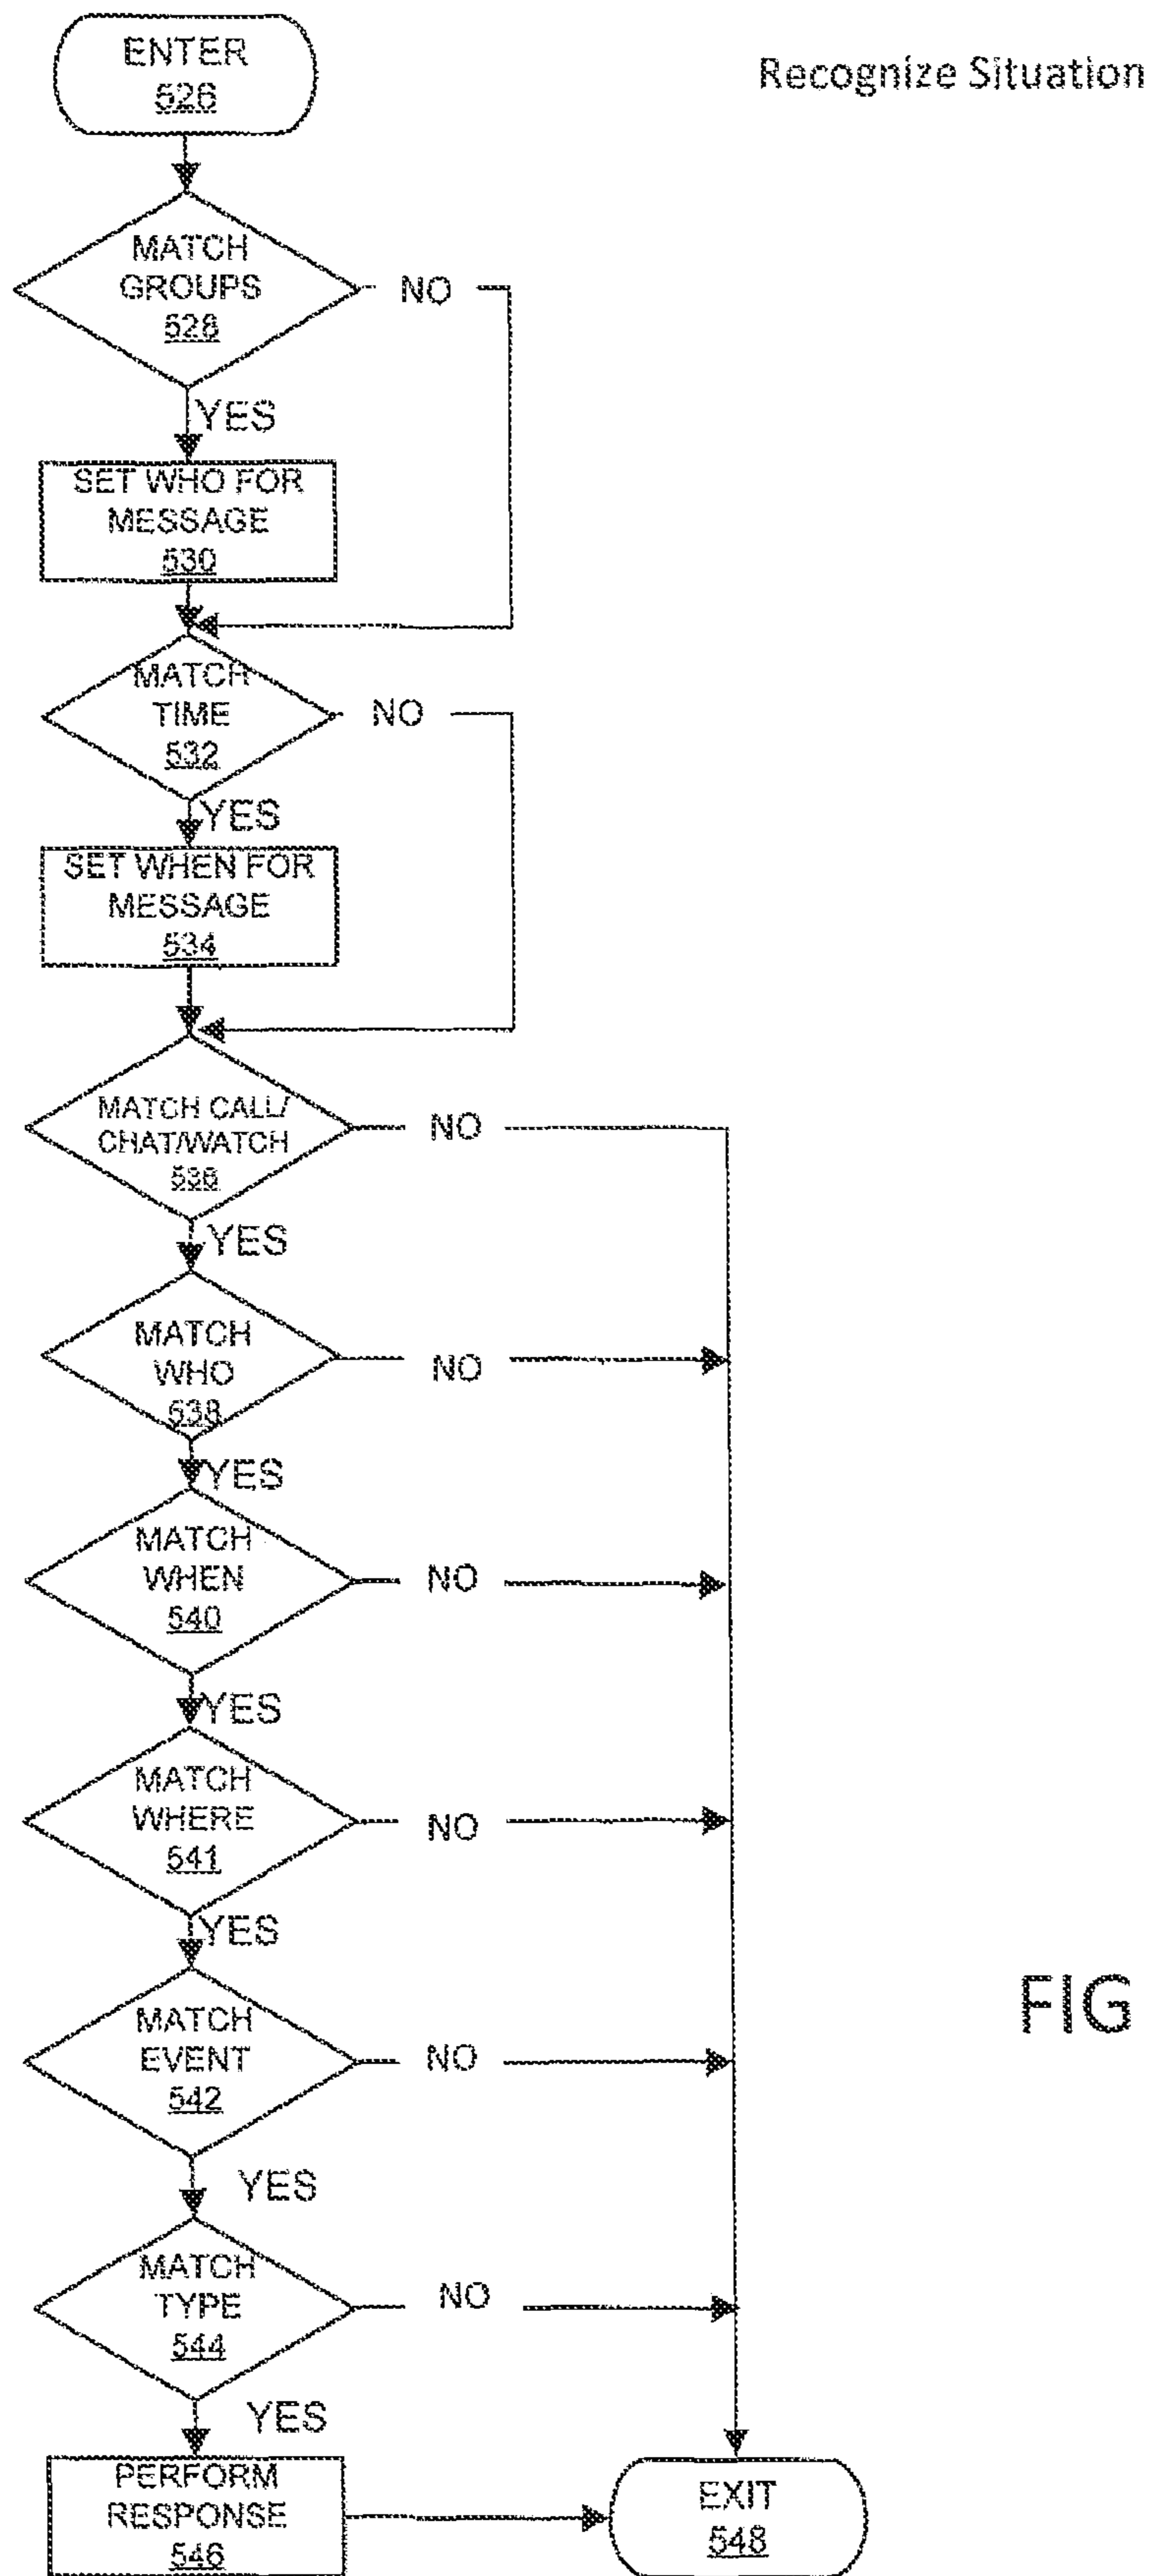 ENTER
526
Recognize Situation
MATCH
GROUPS
528
NO
YES
SET WHO FOR
MESSAGE
530
MATCH
TIME
532
NO
YES
SET WHEN FOR
MESSAGE
534
MATCH CALL/
CHAT/WATCH
536
NO
YES
MATCH
WHO
538
NO
YES
MATCH
WHEN
540
NO
YES
MATCH
WHERE
541
NO
YES
MATCH
EVENT
542
NO
YES
MATCH
TYPE
544
NO
YES
PERFORM
RESPONSE
546
EXIT
548
FIG